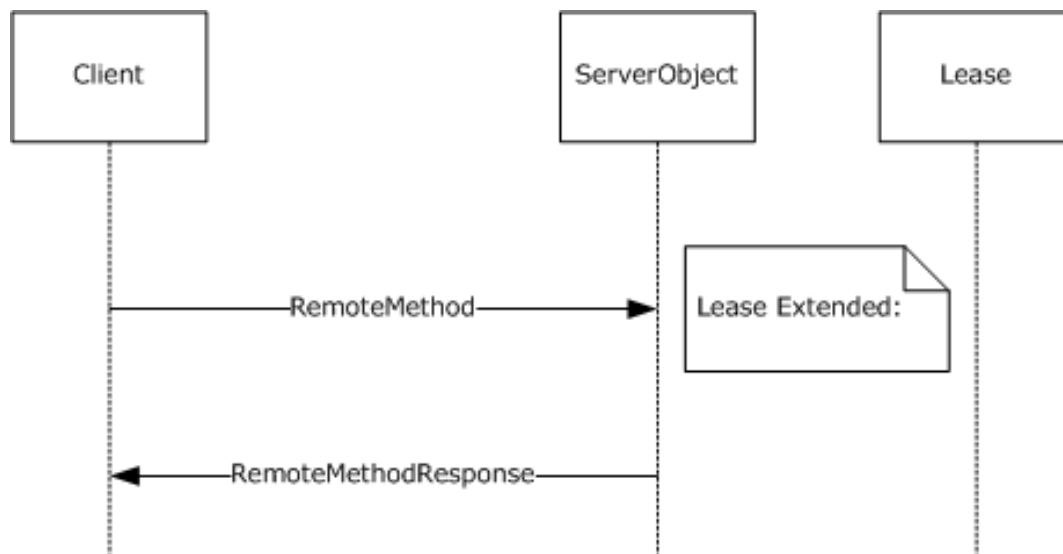 Client
ServerObject
Lease
RemoteMethod
Lease Extended:
RemoteMethodResponse